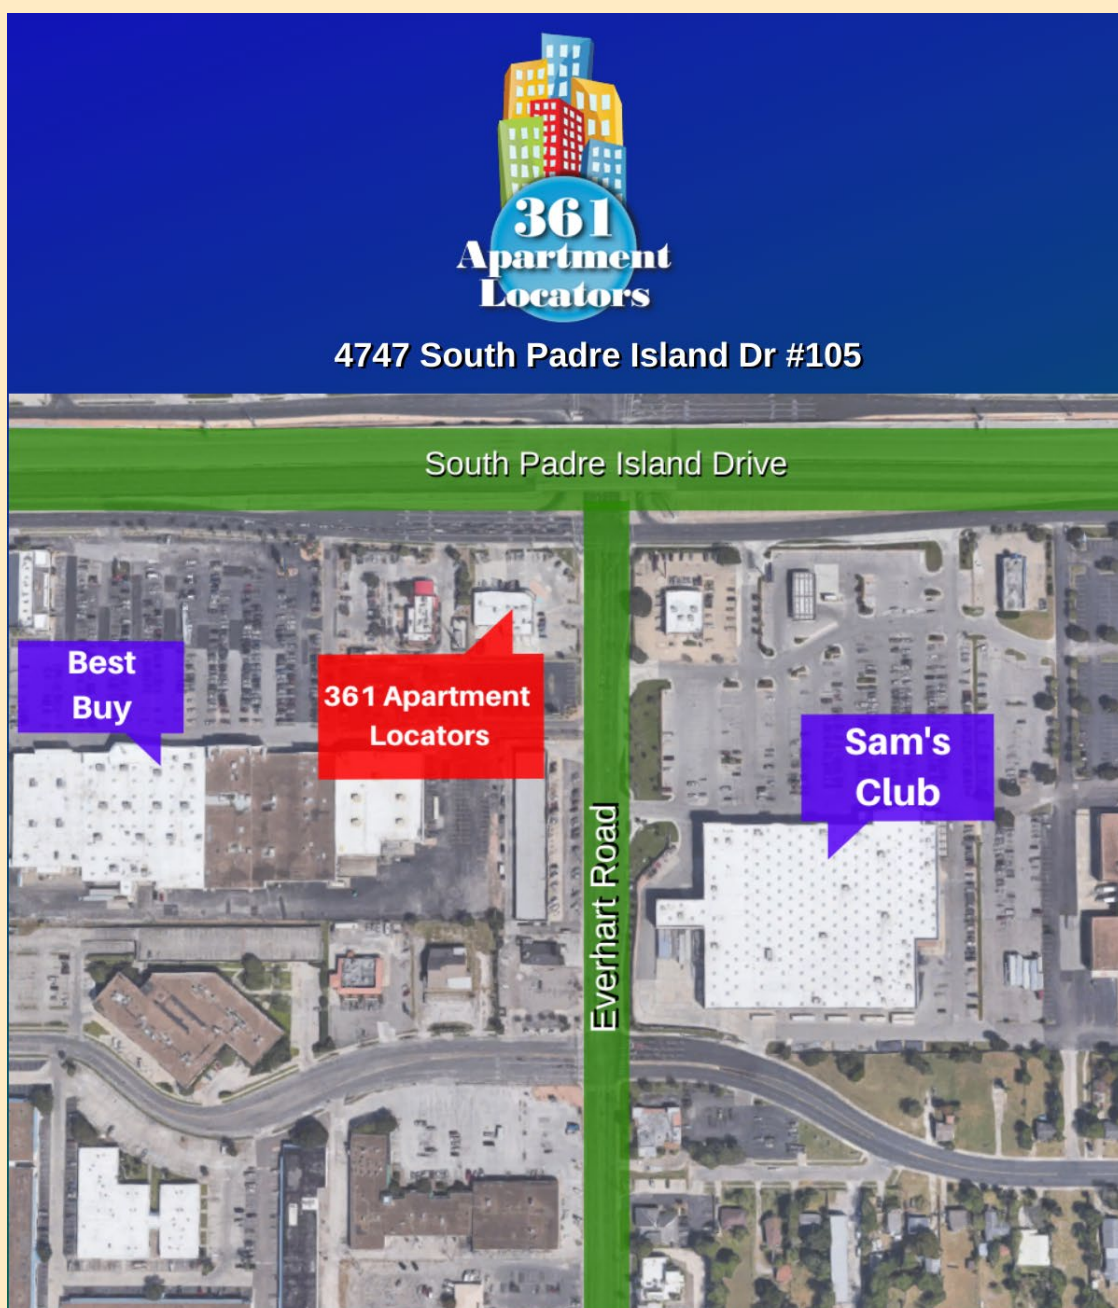 361
Apartment
Locators
4747 South Padre Island Dr #105
South Padre Island Drive
Best
Buy
361 Apartment
Locators
Sam's
Club
Everhart Road